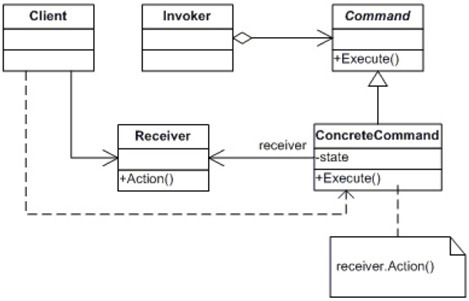 Client
Invoker
Command
+Execute()
Receiver
+Action()
receiver
ConcreteCommand
-state
+Execute()
receiver.Action()